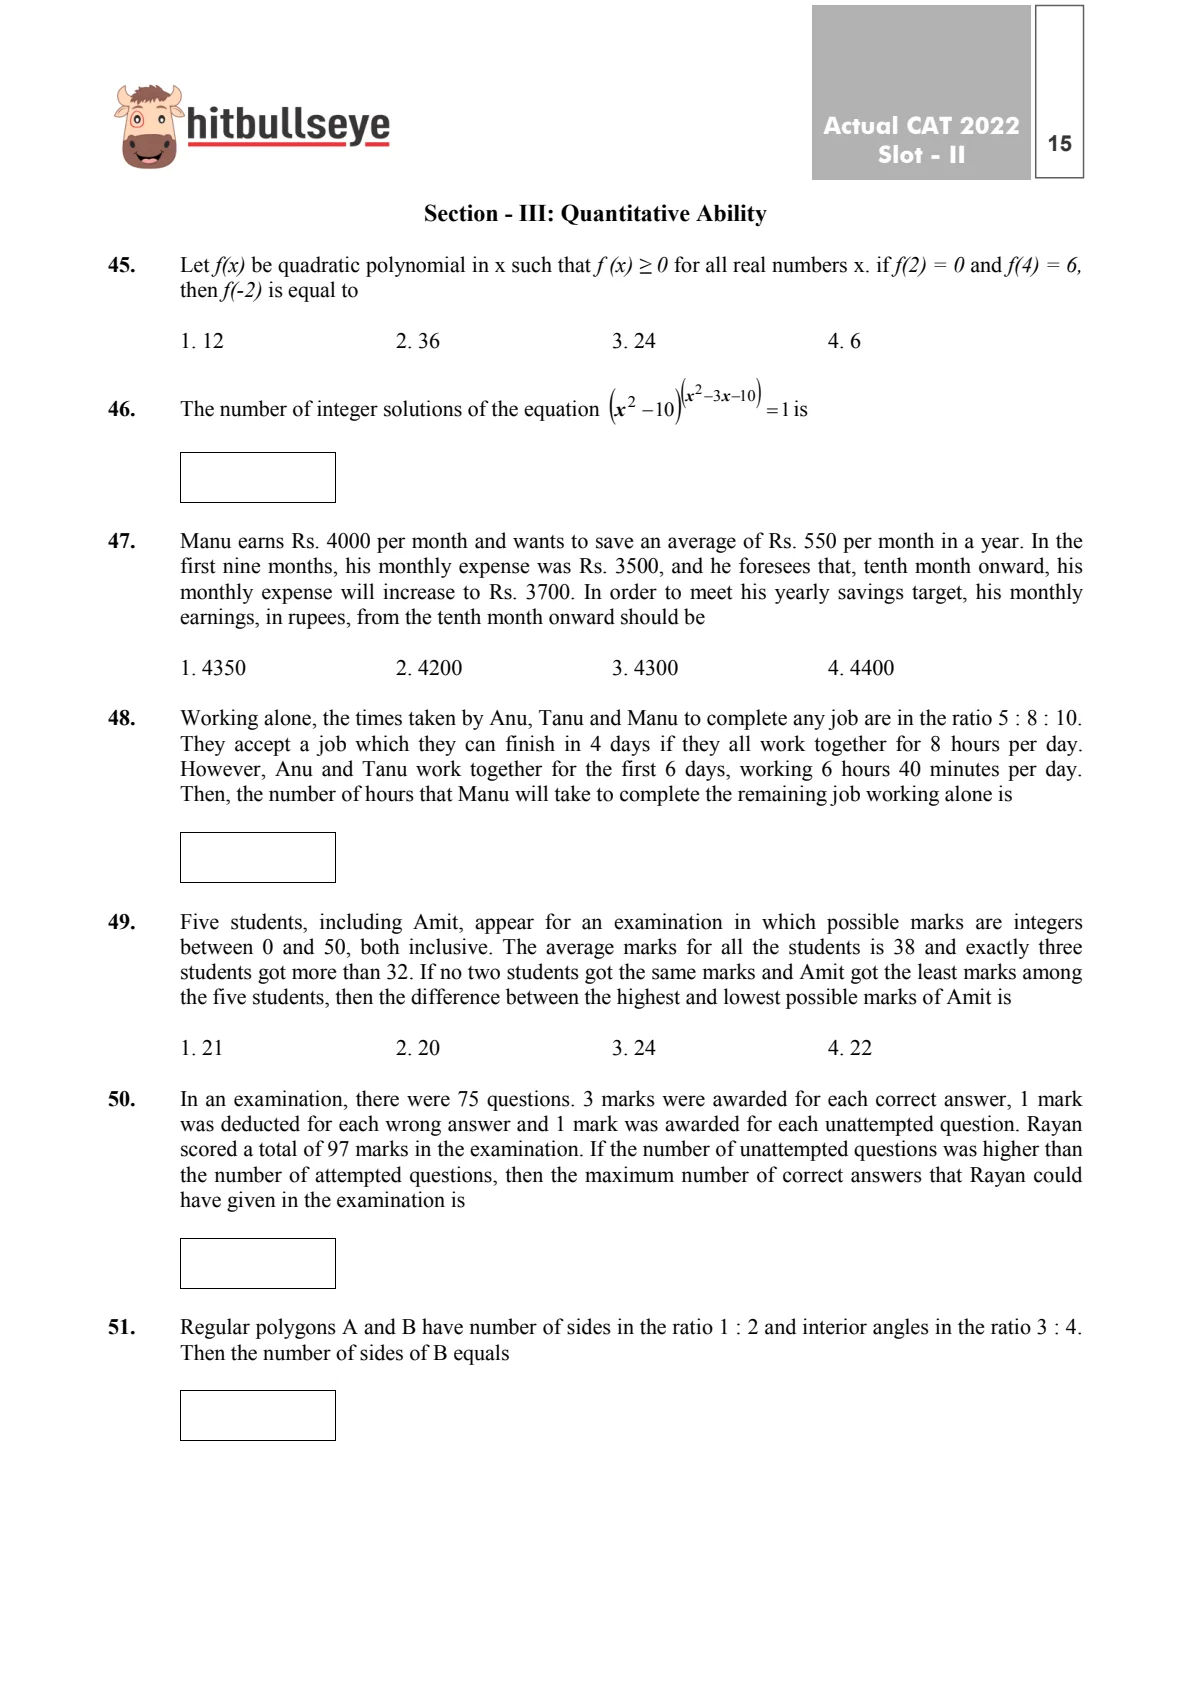 hitbullseye
Actual CAT 2022
Slot - II
15
Section - III: Quantitative Ability
45. Let f(x) be quadratic polynomial in x such that f (x) ≥ 0 for all real numbers x. if f(2) = 0 and f(4) = 6,
then f(-2) is equal to
1. 12 2. 36 3. 24 4. 6
46. The number of integer solutions of the equation (x² – 10)^(x²–3x–10) = 1 is
47. Manu earns Rs. 4000 per month and wants to save an average of Rs. 550 per month in a year. In the
first nine months, his monthly expense was Rs. 3500, and he foresees that, tenth month onward, his
monthly expense will increase to Rs. 3700. In order to meet his yearly savings target, his monthly
earnings, in rupees, from the tenth month onward should be
1. 4350 2. 4200 3. 4300 4. 4400
48. Working alone, the times taken by Anu, Tanu and Manu to complete any job are in the ratio 5 : 8 : 10.
They accept a job which they can finish in 4 days if they all work together for 8 hours per day.
However, Anu and Tanu work together for the first 6 days, working 6 hours 40 minutes per day.
Then, the number of hours that Manu will take to complete the remaining job working alone is
49. Five students, including Amit, appear for an examination in which possible marks are integers
between 0 and 50, both inclusive. The average marks for all the students is 38 and exactly three
students got more than 32. If no two students got the same marks and Amit got the least marks among
the five students, then the difference between the highest and lowest possible marks of Amit is
1. 21 2. 20 3. 24 4. 22
50. In an examination, there were 75 questions. 3 marks were awarded for each correct answer, 1 mark
was deducted for each wrong answer and 1 mark was awarded for each unattempted question. Rayan
scored a total of 97 marks in the examination. If the number of unattempted questions was higher than
the number of attempted questions, then the maximum number of correct answers that Rayan could
have given in the examination is
51. Regular polygons A and B have number of sides in the ratio 1 : 2 and interior angles in the ratio 3 : 4.
Then the number of sides of B equals